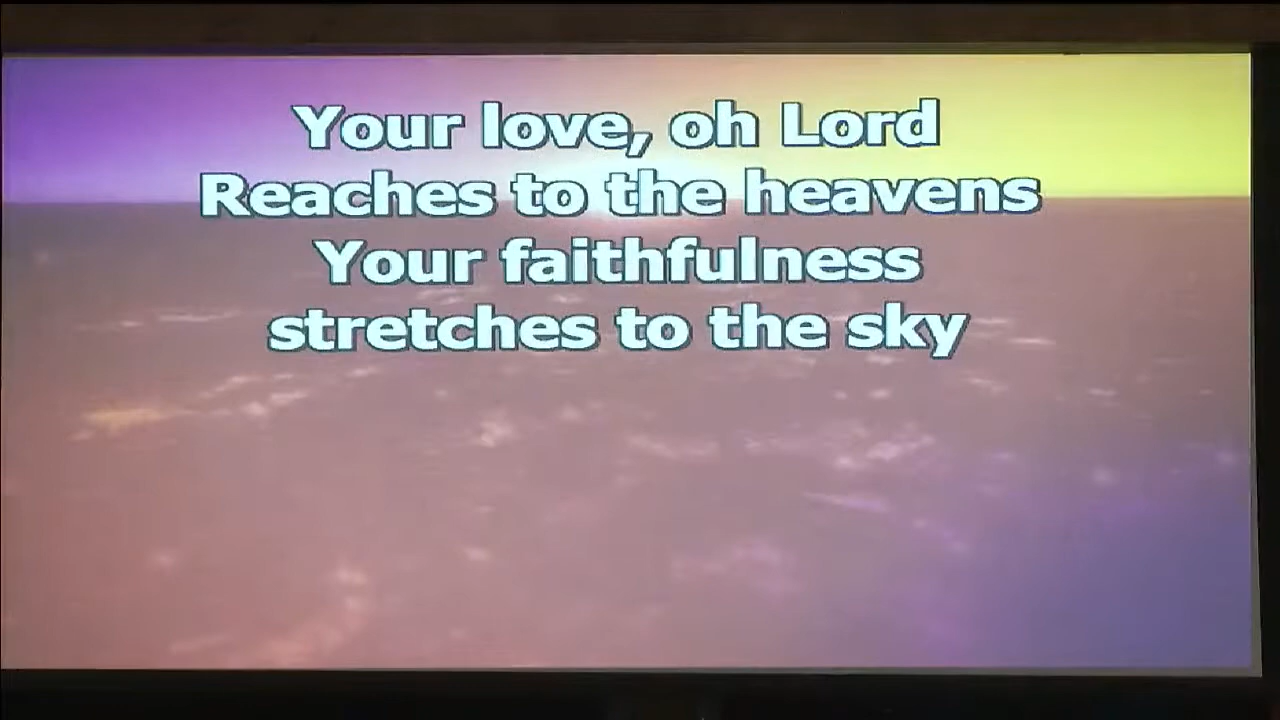 Your love, oh Lord
Reaches to the heavens
Your faithfulness
stretches to the sky